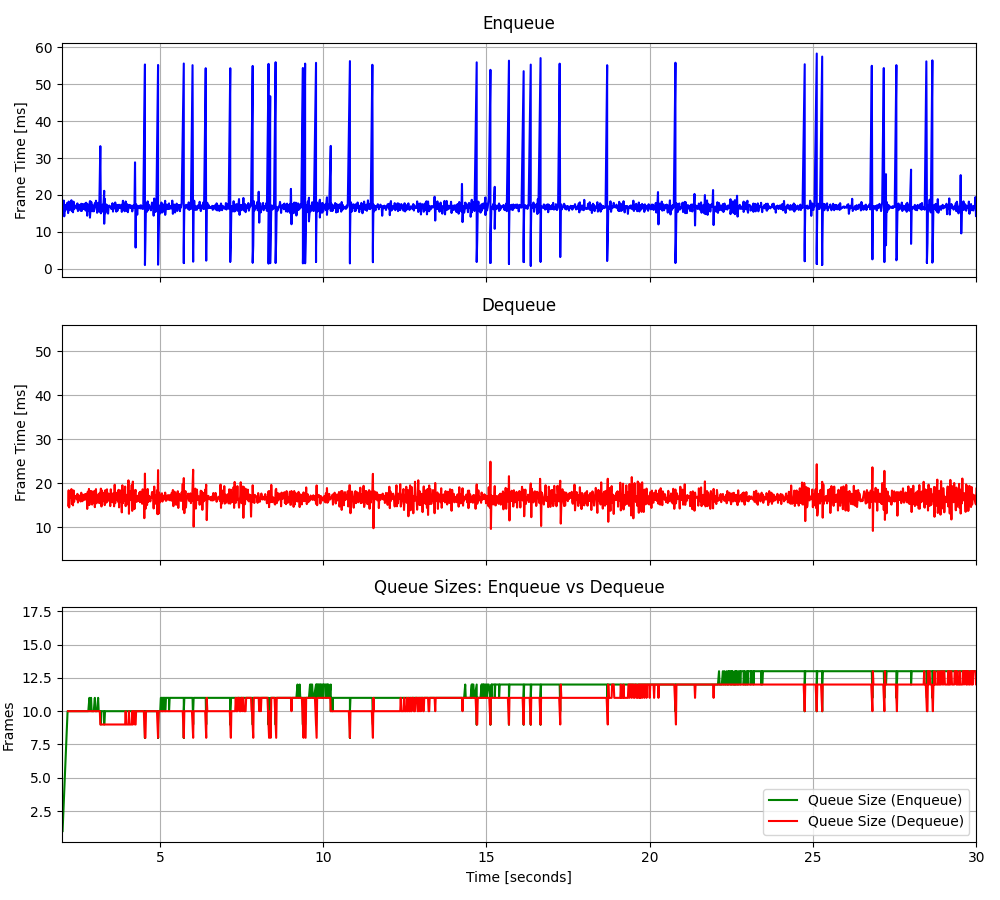 Enqueue
60
50
40
30
20
10
0
Frame Time [ms]
Dequeue
50
40
30
20
10
Frame Time [ms]
Queue Sizes: Enqueue vs Dequeue
17.5
15.0
12.5
10.0
7.5
5.0
2.5
Frames
Queue Size (Enqueue)
Queue Size (Dequeue)
5 10 15 20 25 30
Time [seconds]